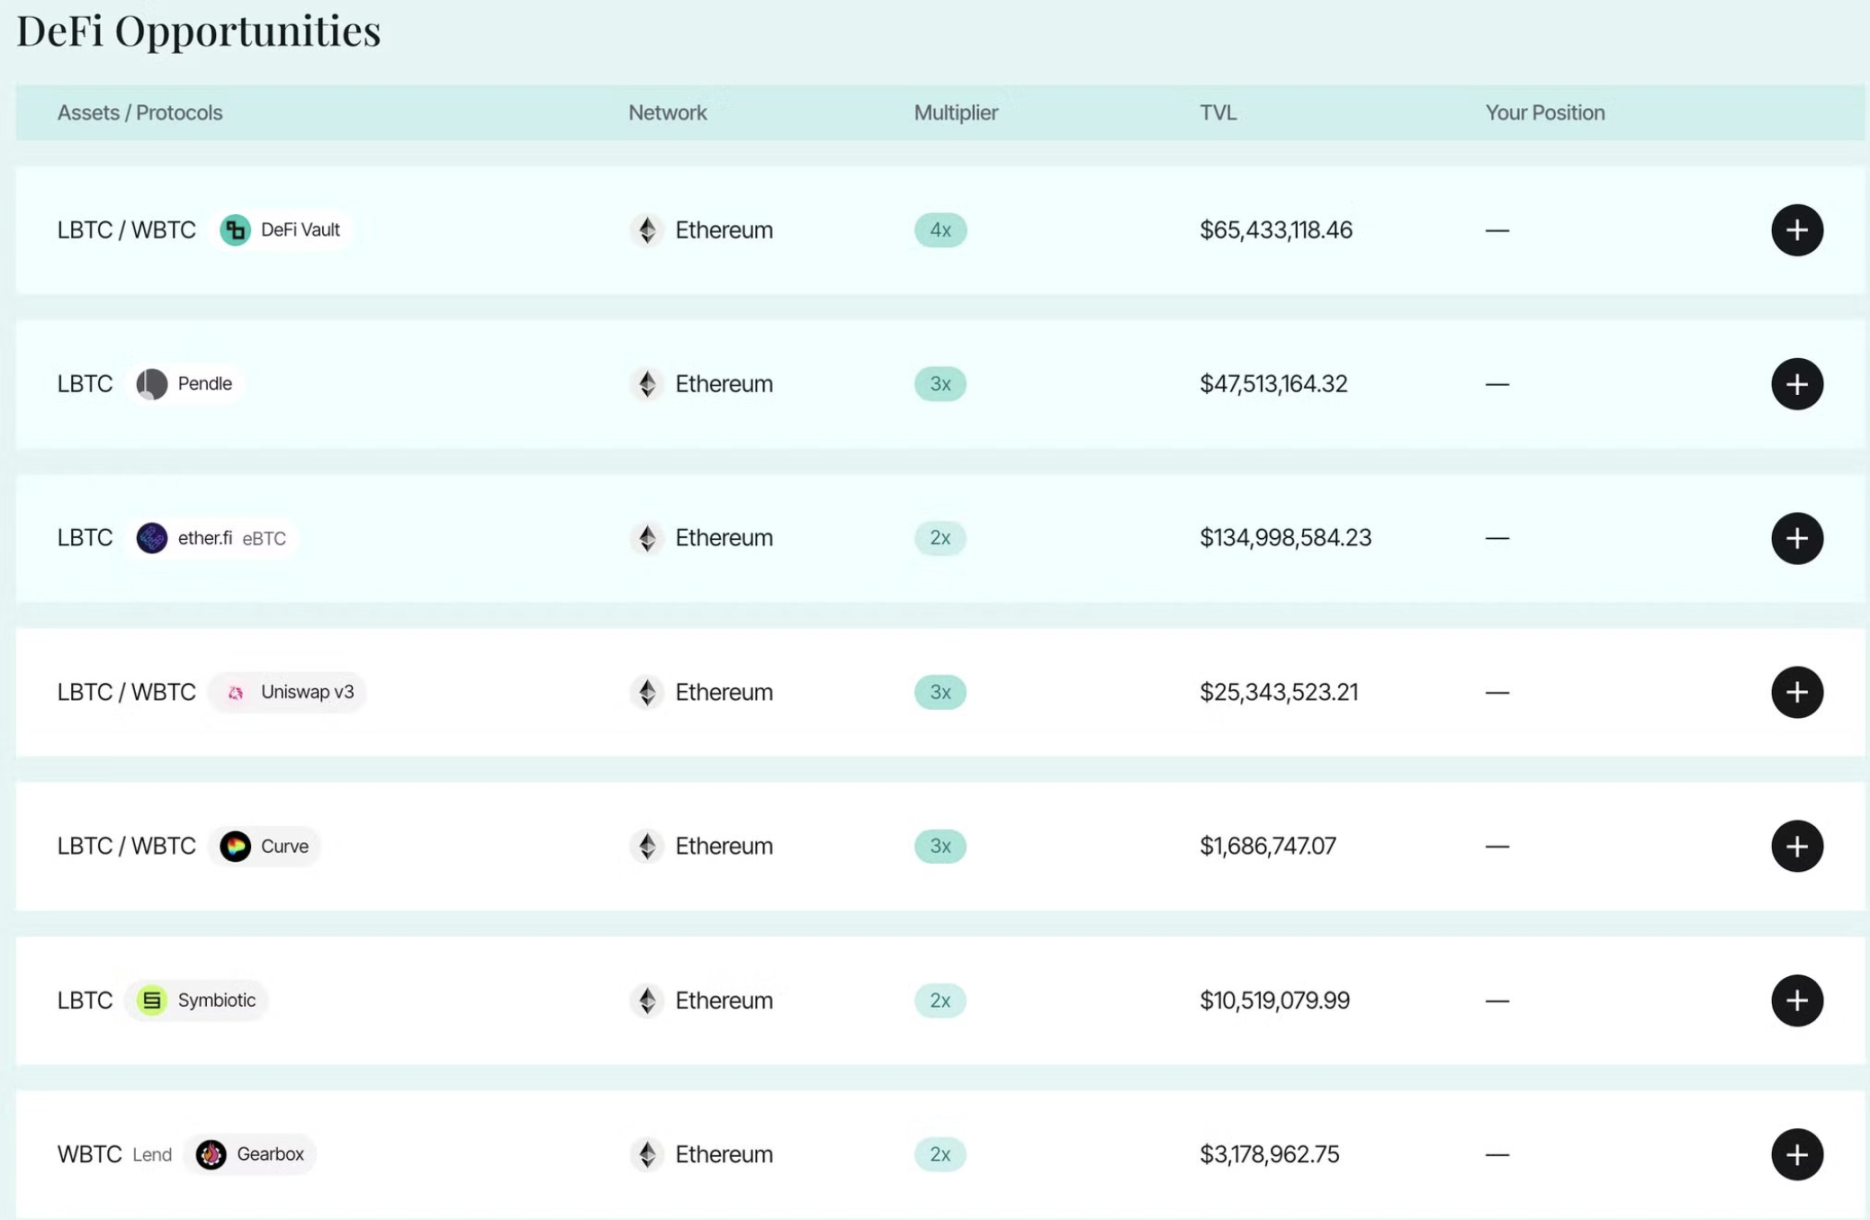 DeFi Opportunities
Assets / Protocols Network Multiplier TVL Your Position
LBTC / WBTC DeFi Vault Ethereum 4x $65,433,118.46 —
LBTC Pendle Ethereum 3x $47,513,164.32 —
LBTC ether.fi eBTC Ethereum 2x $134,998,584.23 —
LBTC / WBTC Uniswap v3 Ethereum 3x $25,343,523.21 —
LBTC / WBTC Curve Ethereum 3x $1,686,747.07 —
LBTC Symbiotic Ethereum 2x $10,519,079.99 —
WBTC Lend Gearbox Ethereum 2x $3,178,962.75 —